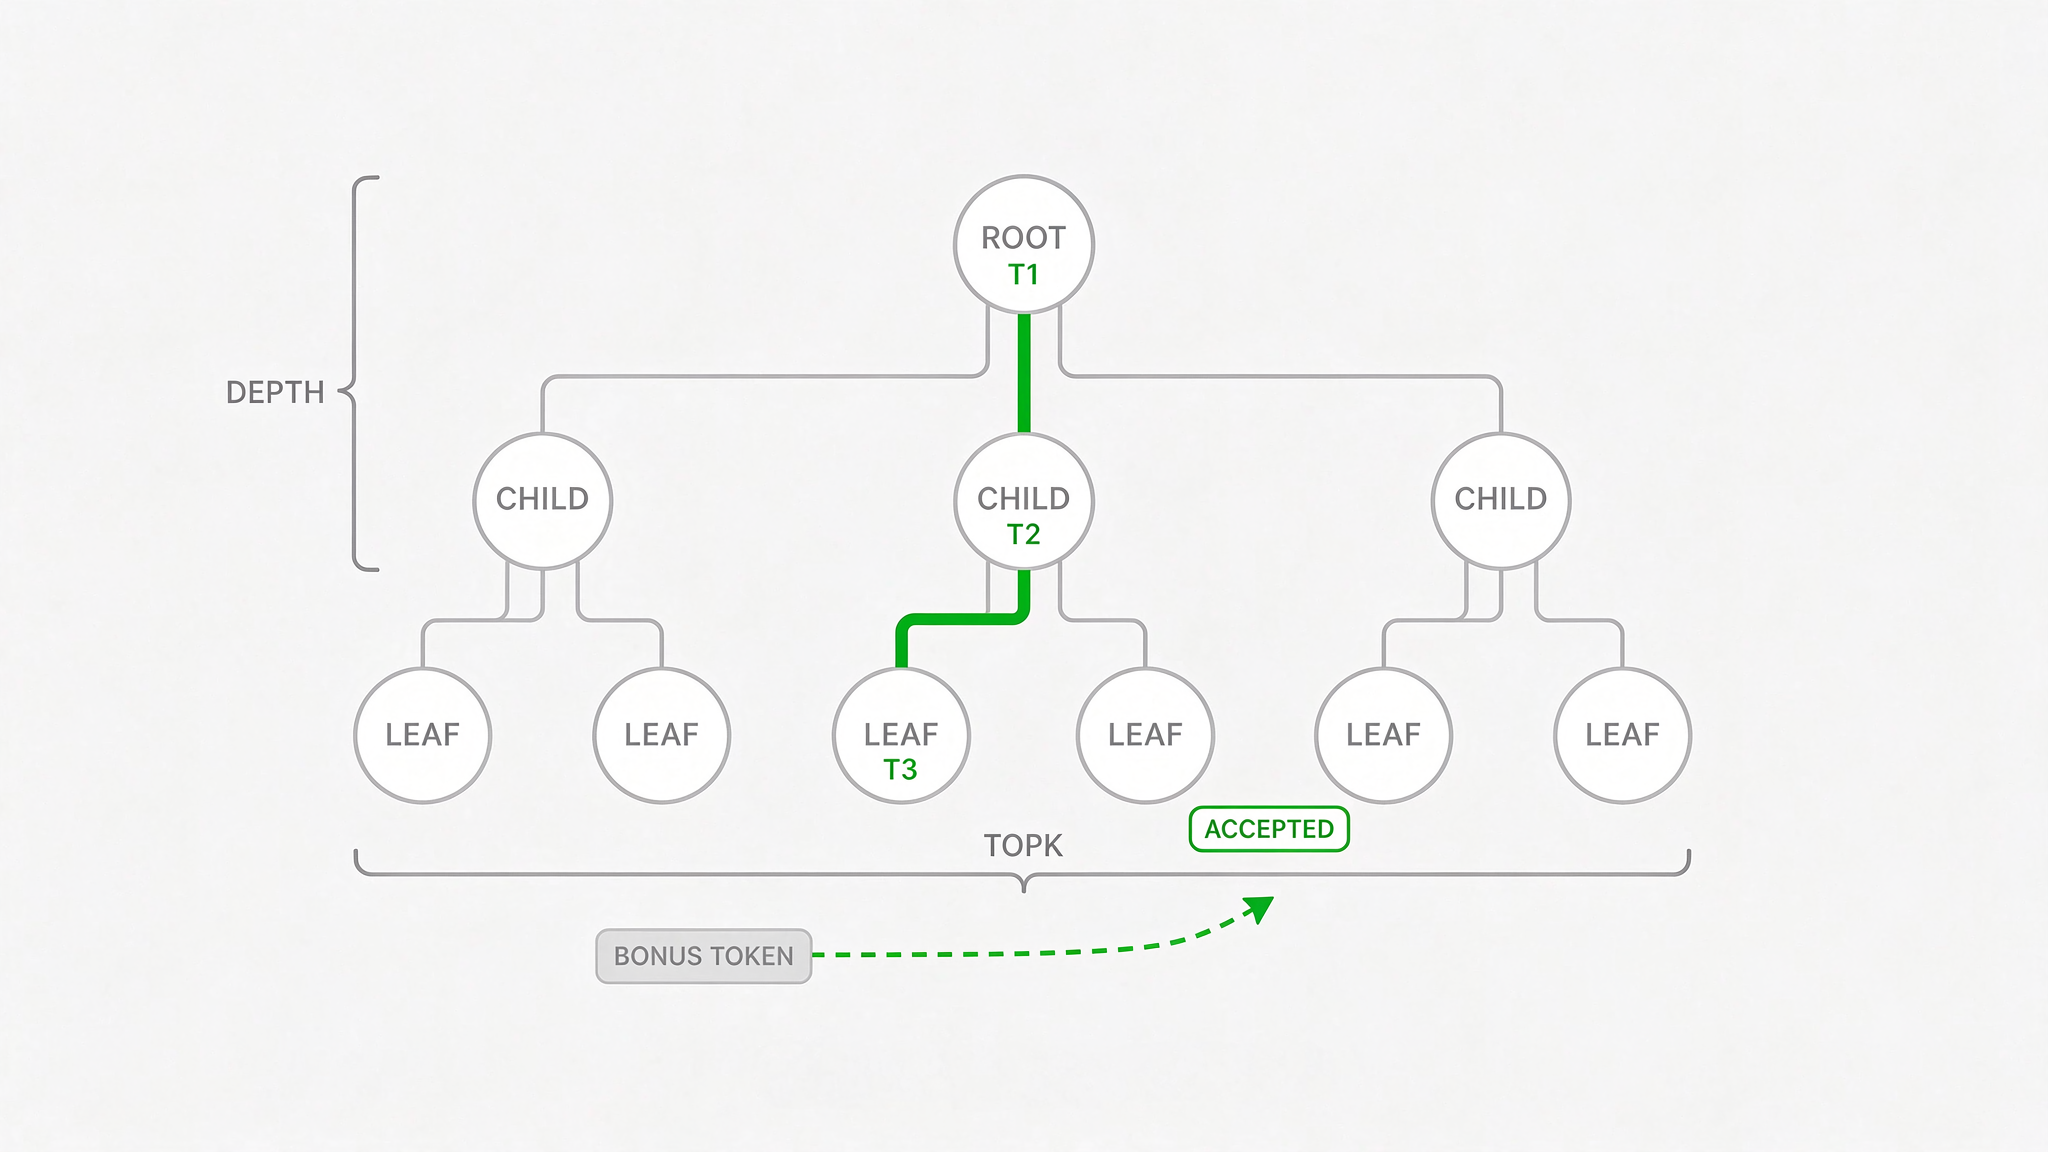 ROOT
T1
DEPTH
CHILD
CHILD
T2
CHILD
LEAF
LEAF
LEAF
T3
LEAF
LEAF
LEAF
ACCEPTED
TOPK
BONUS TOKEN